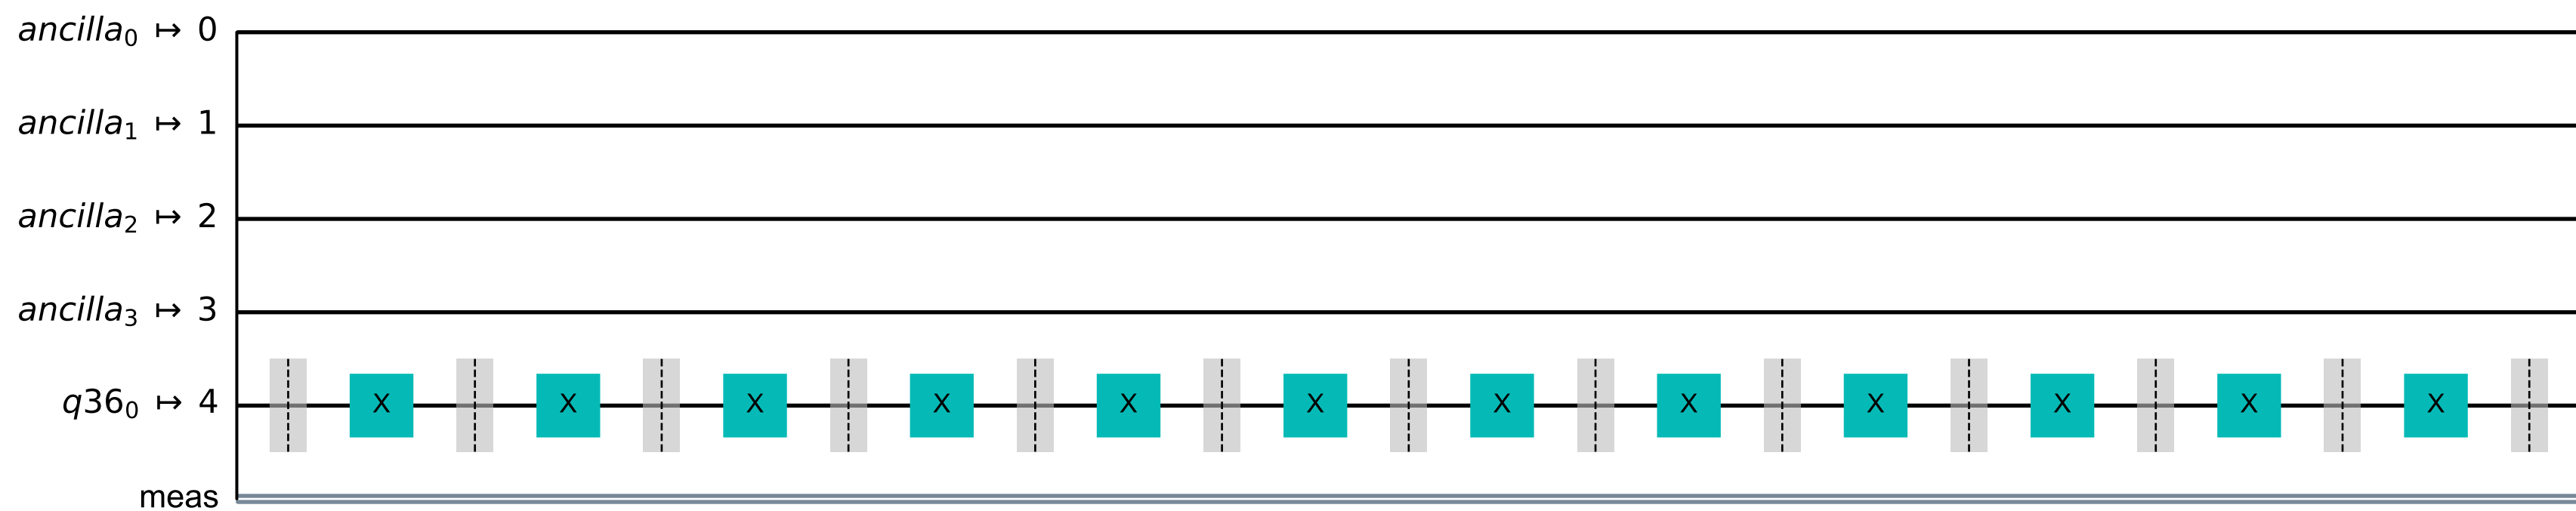 ancilla₀ ↦ 0
ancilla₁ ↦ 1
ancilla₂ ↦ 2
ancilla₃ ↦ 3
q36₀ ↦ 4 X X X X X X X X X X X X
meas